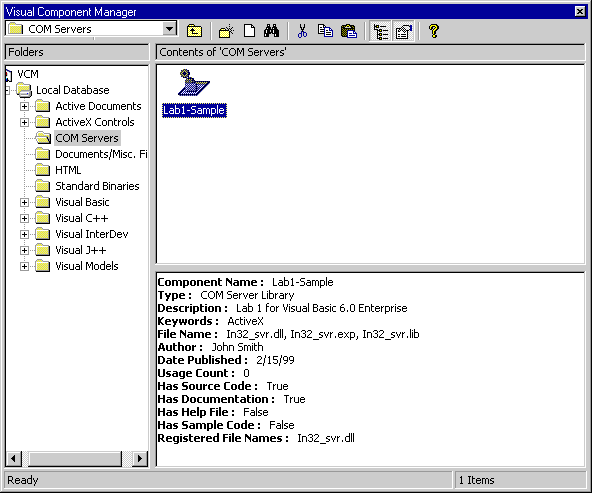 Visual Component Manager
COM Servers
Folders
Contents of 'COM Servers'
VCM
Local Database
Active Documents
ActiveX Controls
COM Servers
Documents/Misc. Fi
HTML
Standard Binaries
Visual Basic
Visual C++
Visual InterDev
Visual J++
Visual Models
Lab1-Sample
Component Name : Lab1-Sample
Type : COM Server Library
Description : Lab 1 for Visual Basic 6.0 Enterprise
Keywords : ActiveX
File Name : In32_svr.dll, In32_svr.exp, In32_svr.lib
Author : John Smith
Date Published : 2/15/99
Usage Count : 0
Has Source Code : True
Has Documentation : True
Has Help File : False
Has Sample Code : False
Registered File Names : In32_svr.dll
Ready
1 Items